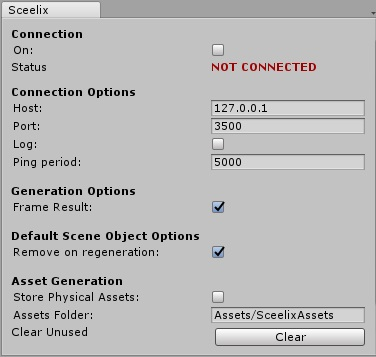 Sceelix
Connection
On:
Status NOT CONNECTED
Connection Options
Host: 127.0.0.1
Port: 3500
Log:
Ping period: 5000
Generation Options
Frame Result:
Default Scene Object Options
Remove on regeneration:
Asset Generation
Store Physical Assets:
Assets Folder: Assets/SceelixAssets
Clear Unused Clear